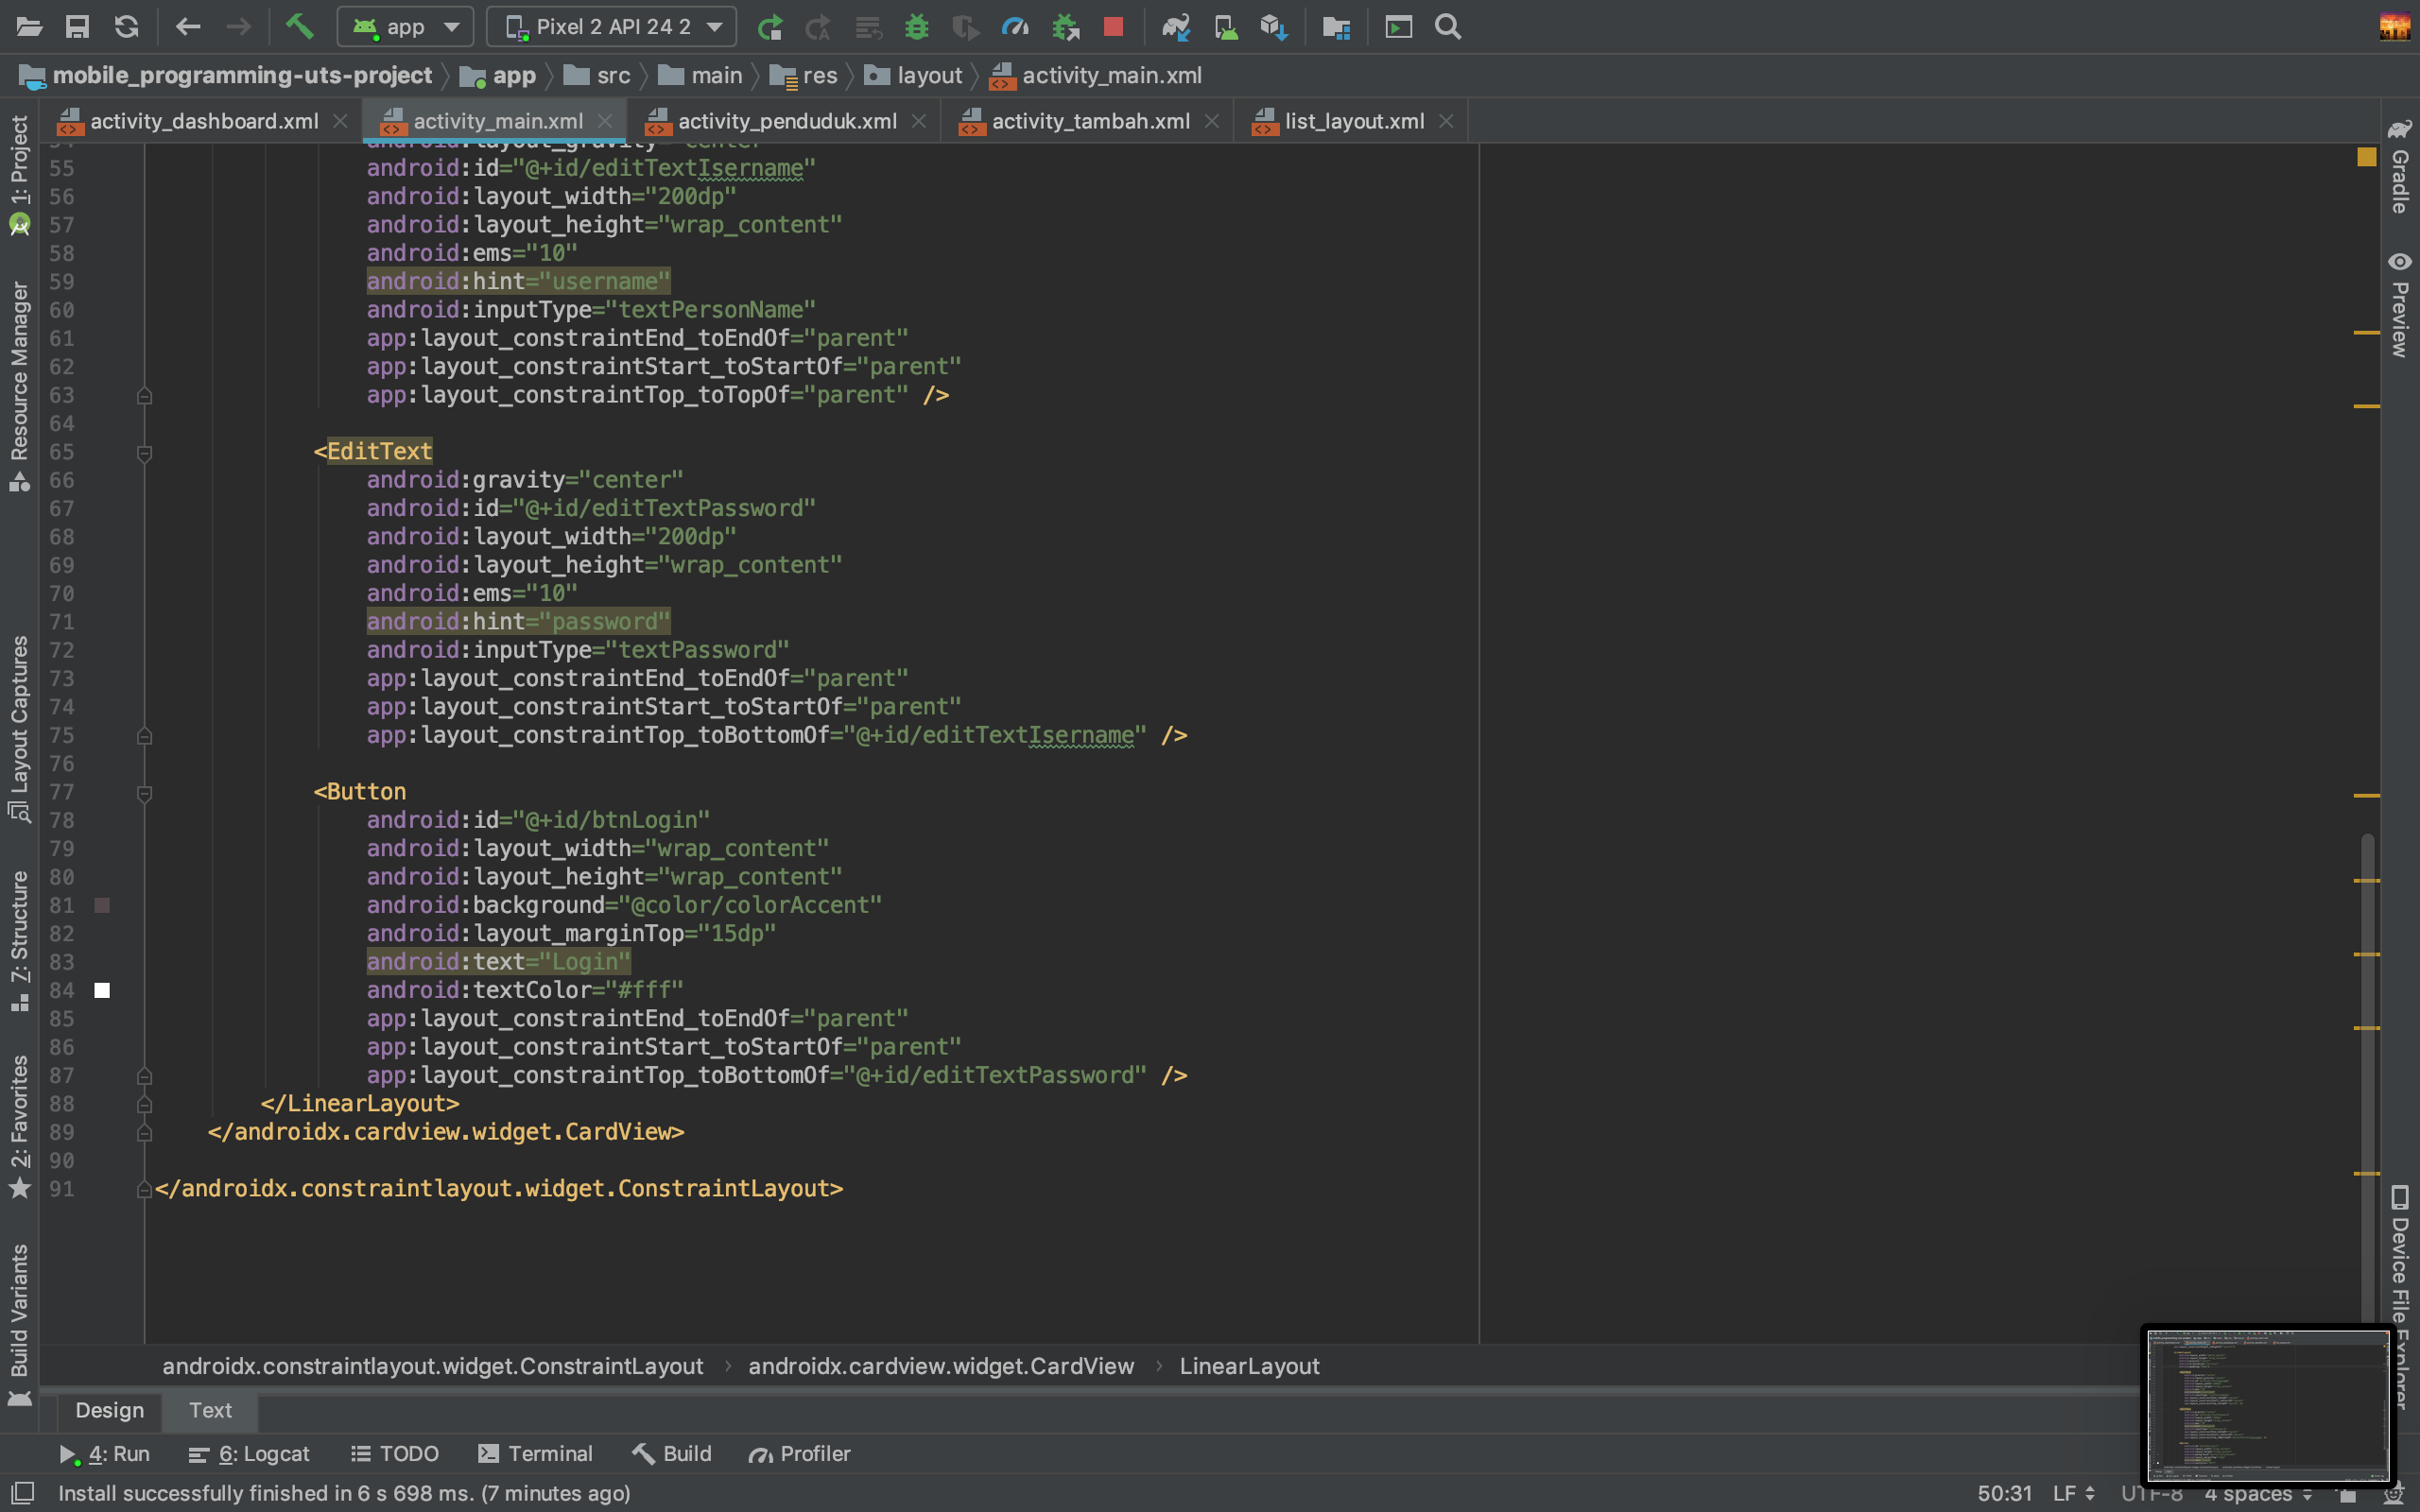 app
Pixel 2 API 24 2
mobile_programming-uts-project
app
src
main
res
layout
activity_main.xml
activity_dashboard.xml
activity_main.xml
activity_penduduk.xml
activity_tambah.xml
list_layout.xml
1: Project
Resource Manager
Layout Captures
7: Structure
2: Favorites
Build Variants
55 android:id="@+id/editTextIsername"
56 android:layout_width="200dp"
57 android:layout_height="wrap_content"
58 android:ems="10"
59 android:hint="username"
60 android:inputType="textPersonName"
61 app:layout_constraintEnd_toEndOf="parent"
62 app:layout_constraintStart_toStartOf="parent"
63 app:layout_constraintTop_toTopOf="parent" />
64
65 <EditText
66 android:gravity="center"
67 android:id="@+id/editTextPassword"
68 android:layout_width="200dp"
69 android:layout_height="wrap_content"
70 android:ems="10"
71 android:hint="password"
72 android:inputType="textPassword"
73 app:layout_constraintEnd_toEndOf="parent"
74 app:layout_constraintStart_toStartOf="parent"
75 app:layout_constraintTop_toBottomOf="@+id/editTextIsername" />
76
77 <Button
78 android:id="@+id/btnLogin"
79 android:layout_width="wrap_content"
80 android:layout_height="wrap_content"
81 android:background="@color/colorAccent"
82 android:layout_marginTop="15dp"
83 android:text="Login"
84 android:textColor="#fff"
85 app:layout_constraintEnd_toEndOf="parent"
86 app:layout_constraintStart_toStartOf="parent"
87 app:layout_constraintTop_toBottomOf="@+id/editTextPassword" />
88 </LinearLayout>
89 </androidx.cardview.widget.CardView>
90
91 </androidx.constraintlayout.widget.ConstraintLayout>
Gradle
Preview
Device File Explorer
androidx.constraintlayout.widget.ConstraintLayout › androidx.cardview.widget.CardView › LinearLayout
Design
Text
4: Run
6: Logcat
TODO
Terminal
Build
Profiler
Install successfully finished in 6 s 698 ms. (7 minutes ago)
50:31
LF
UTF-8
4 spaces